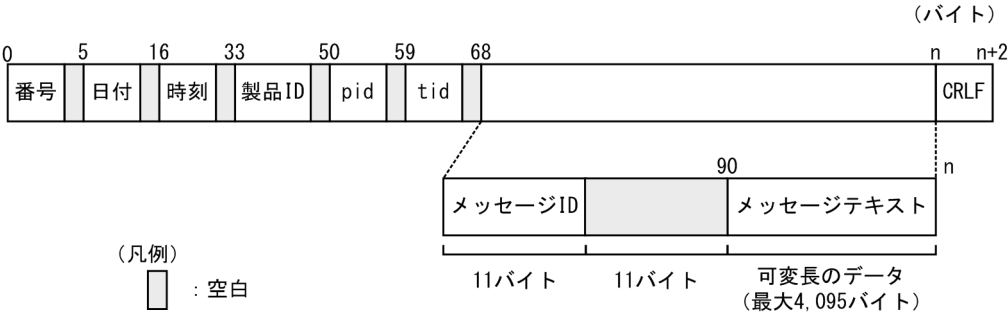 (バイト)
0 5 16 33 50 59 68 n n+2
番号 日付 時刻 製品ID pid tid CRLF
90 n
メッセージID メッセージテキスト
11バイト 11バイト 可変長のデータ
(最大4,095バイト)
(凡例)
:空白